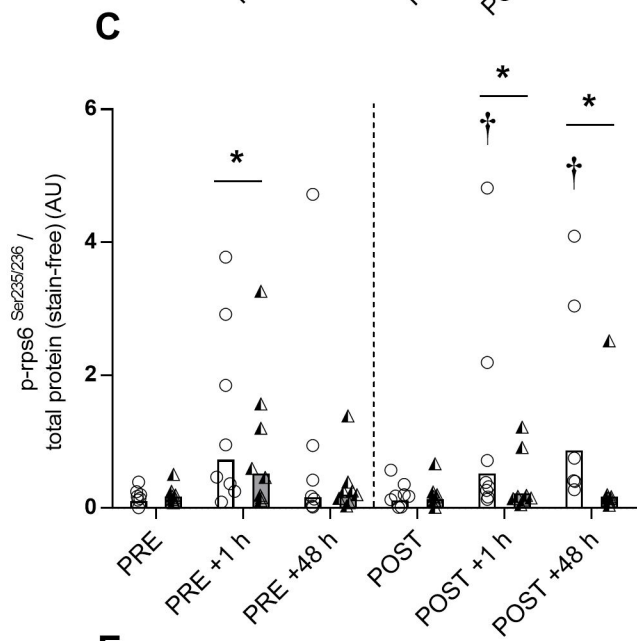 C
*
*
*
†
†
6
4
2
0
p-rps6 Ser235/236 /
total protein (stain-free) (AU)
PRE
PRE +1 h
PRE +48 h
POST
POST +1 h
POST +48 h